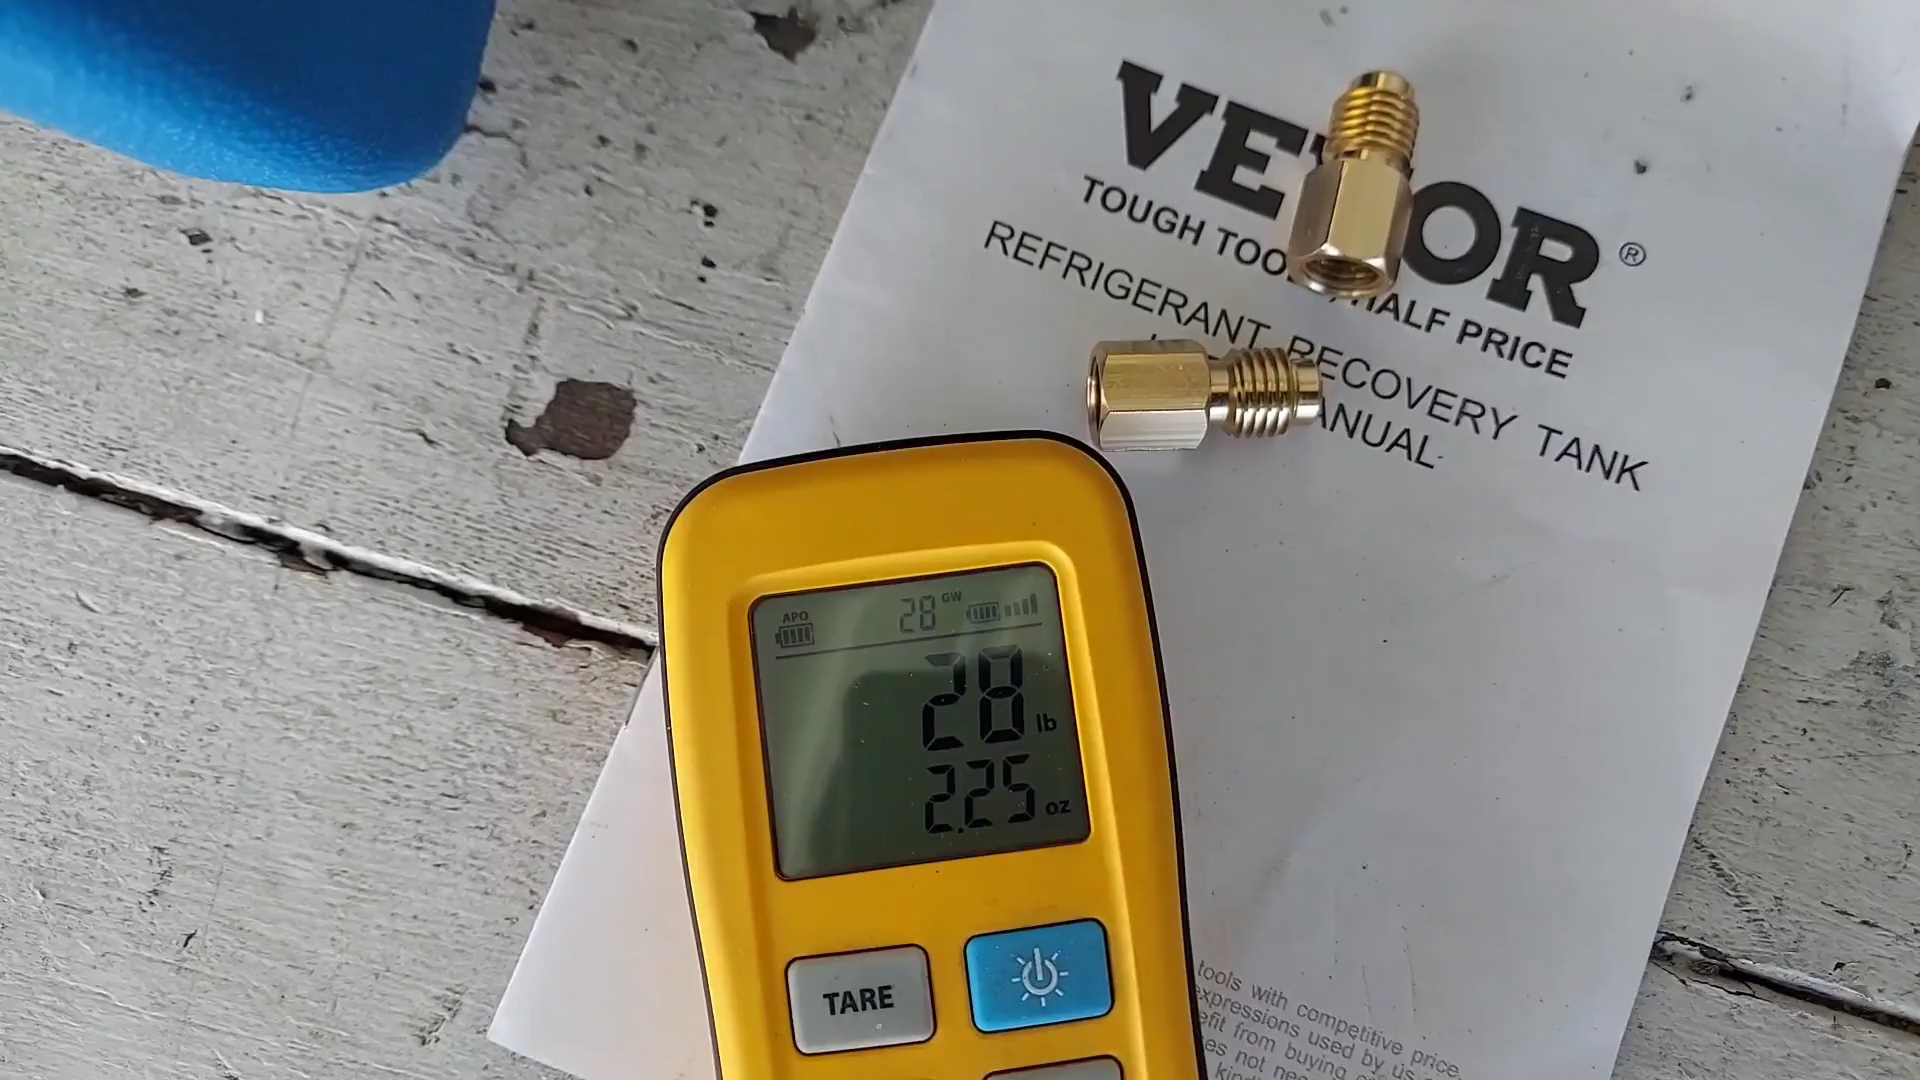 VE OR ®
TOUGH TOO HALF PRICE
REFRIGERANT RECOVERY TANK
ANUAL
APO 28 GW
28 lb
2.25 oz
TARE
tools with competitive price
expressions used by us
efit from buying
es not